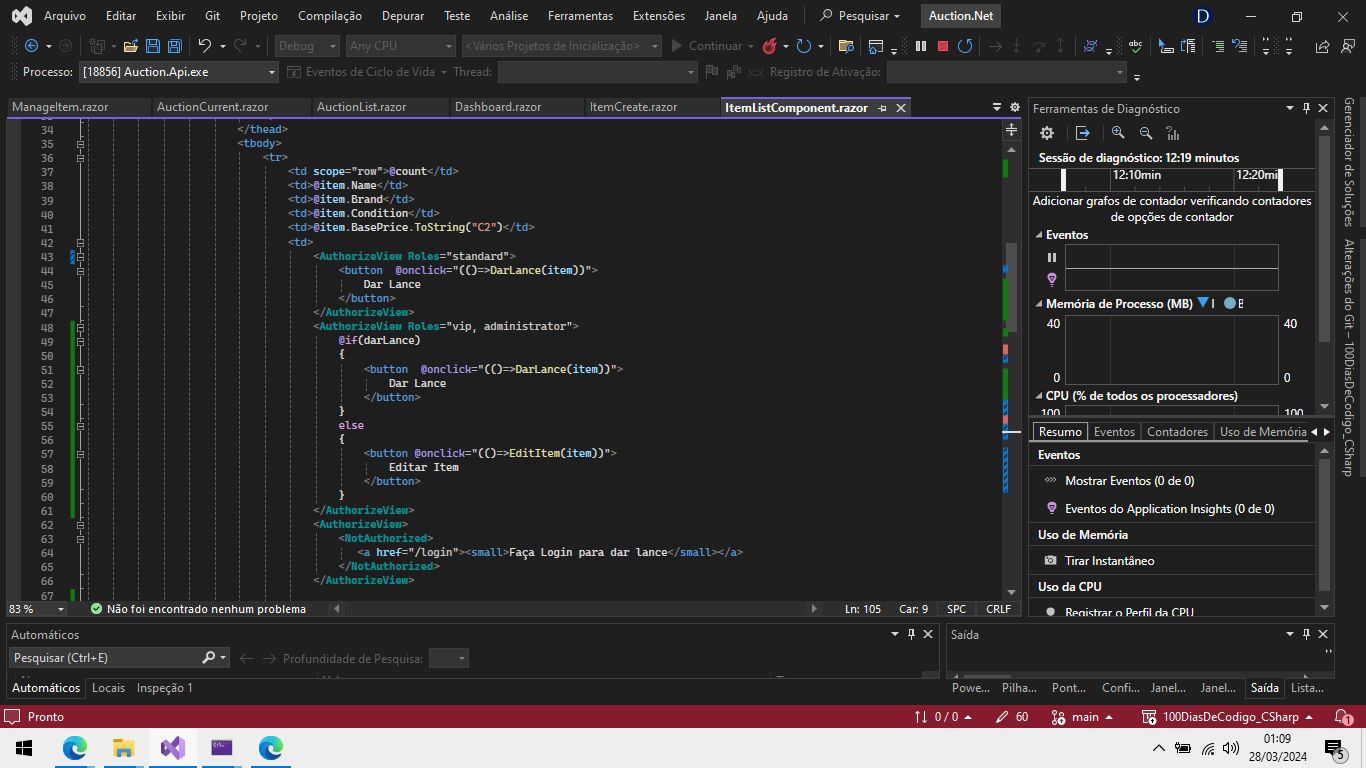 Arquivo Editar Exibir Git Projeto Compilação Depurar Teste Análise Ferramentas Extensões Janela Ajuda Pesquisar Auction.Net D
Debug Any CPU <Vários Projetos de Inicialização> Continuar
Processo: [18856] Auction.Api.exe Eventos de Ciclo de Vida Thread: Registro de Ativação:
ManageItem.razor AuctionCurrent.razor AuctionList.razor Dashboard.razor ItemCreate.razor ItemListComponent.razor
34 </thead>
35 <tbody>
36 <tr>
37 <td scope="row">@count</td>
38 <td>@item.Name</td>
39 <td>@item.Brand</td>
40 <td>@item.Condition</td>
41 <td>@item.BasePrice.ToString("C2")</td>
42 <td>
43 <AuthorizeView Roles="standard">
44 <button  @onclick="(()=>DarLance(item))">
45 Dar Lance
46 </button>
47 </AuthorizeView>
48 <AuthorizeView Roles="vip, administrator">
49 @if(darLance)
50 {
51 <button  @onclick="(()=>DarLance(item))">
52 Dar Lance
53 </button>
54 }
55 else
56 {
57 <button @onclick="(()=>EditItem(item))">
58 Editar Item
59 </button>
60 }
61 </AuthorizeView>
62 <AuthorizeView>
63 <NotAuthorized>
64 <a href="/login"><small>Faça Login para dar lance</small></a>
65 </NotAuthorized>
66 </AuthorizeView>
67
83 % Não foi encontrado nenhum problema Ln: 105 Car: 9 SPC CRLF
Ferramentas de Diagnóstico
Sessão de diagnóstico: 12:19 minutos
12:10min 12:20mi
Adicionar grafos de contador verificando contadores
de opções de contador
Eventos
Memória de Processo (MB) I B
40 40
0 0
CPU (% de todos os processadores)
100 100
Resumo Eventos Contadores Uso de Memória
Eventos
Mostrar Eventos (0 de 0)
Eventos do Application Insights (0 de 0)
Uso de Memória
Tirar Instantâneo
Uso da CPU
Registrar o Perfil da CPU
Gerenciador de Soluções
Alterações do Git – 100DiasDeCodigo_CSharp
Automáticos
Pesquisar (Ctrl+E) Profundidade de Pesquisa:
Automáticos Locais Inspeção 1
Saída
Powe... Pilha... Pont... Confi... Janel... Janel... Saída Lista...
Pronto 0 / 0 60 main 100DiasDeCodigo_CSharp 1
01:09
28/03/2024
5